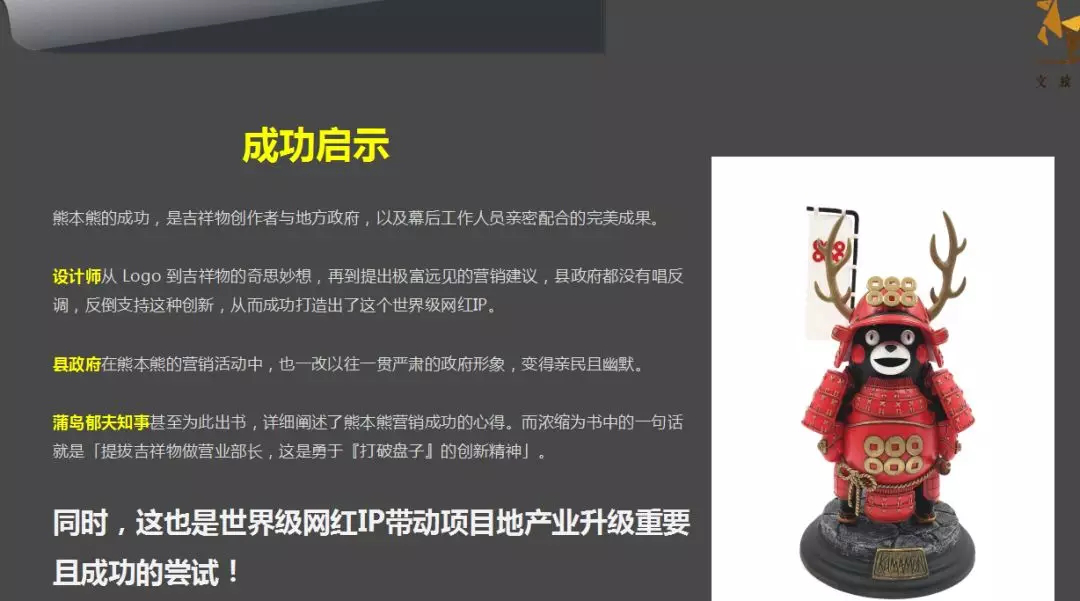 文 旅
成功启示
熊本熊的成功，是吉祥物创作者与地方政府，以及幕后工作人员亲密配合的完美成果。
设计师从 Logo 到吉祥物的奇思妙想，再到提出极富远见的营销建议，县政府都没有唱反
调，反倒支持这种创新，从而成功打造出了这个世界级网红IP。
县政府在熊本熊的营销活动中，也一改以往一贯严肃的政府形象，变得亲民且幽默。
蒲岛郁夫知事甚至为此出书，详细阐述了熊本熊营销成功的心得。而浓缩为书中的一句话
就是「提拔吉祥物做营业部长，这是勇于『打破盘子』的创新精神」。
同时，这也是世界级网红IP带动项目地产业升级重要
且成功的尝试！
KUMAMON